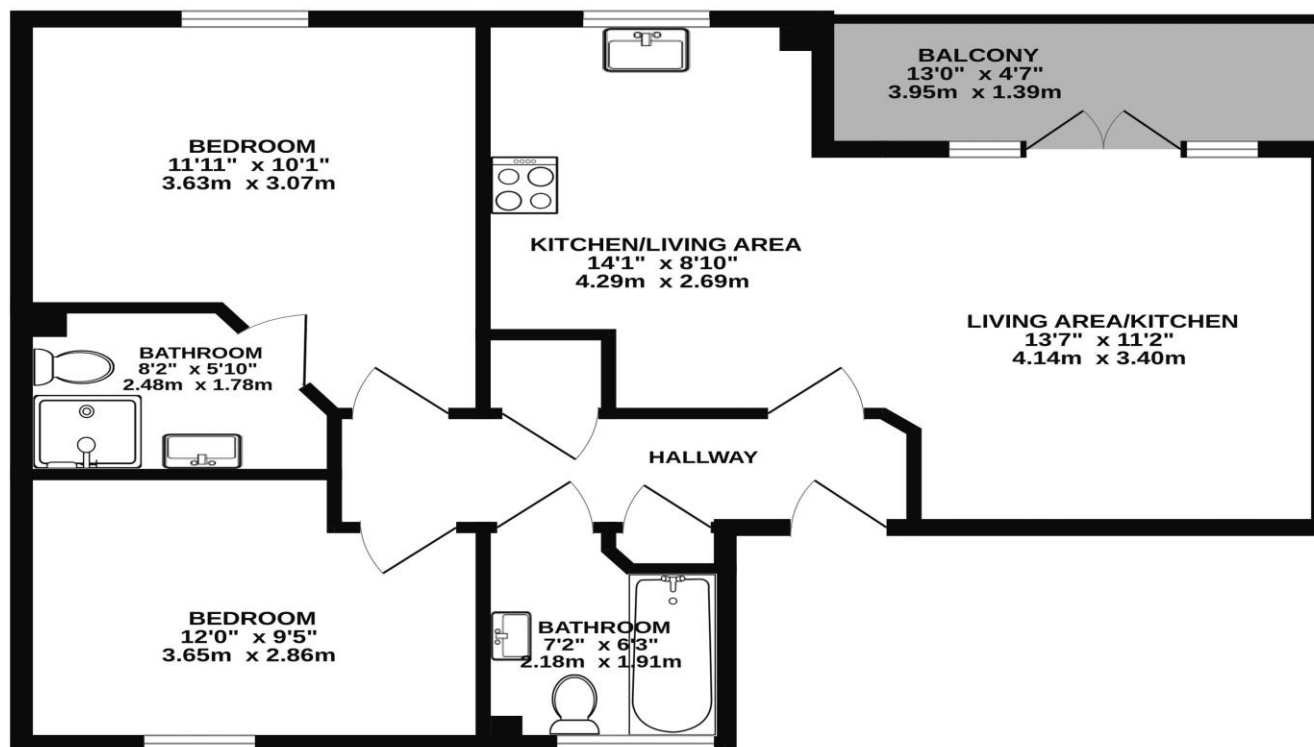 BALCONY
13'0" x 4'7"
3.95m x 1.39m
BEDROOM
11'11" x 10'1"
3.63m x 3.07m
KITCHEN/LIVING AREA
14'1" x 8'10"
4.29m x 2.69m
LIVING AREA/KITCHEN
13'7" x 11'2"
4.14m x 3.40m
BATHROOM
8'2" x 5'10"
2.48m x 1.78m
HALLWAY
BEDROOM
12'0" x 9'5"
3.65m x 2.86m
BATHROOM
7'2" x 6'3"
2.18m x 1.91m